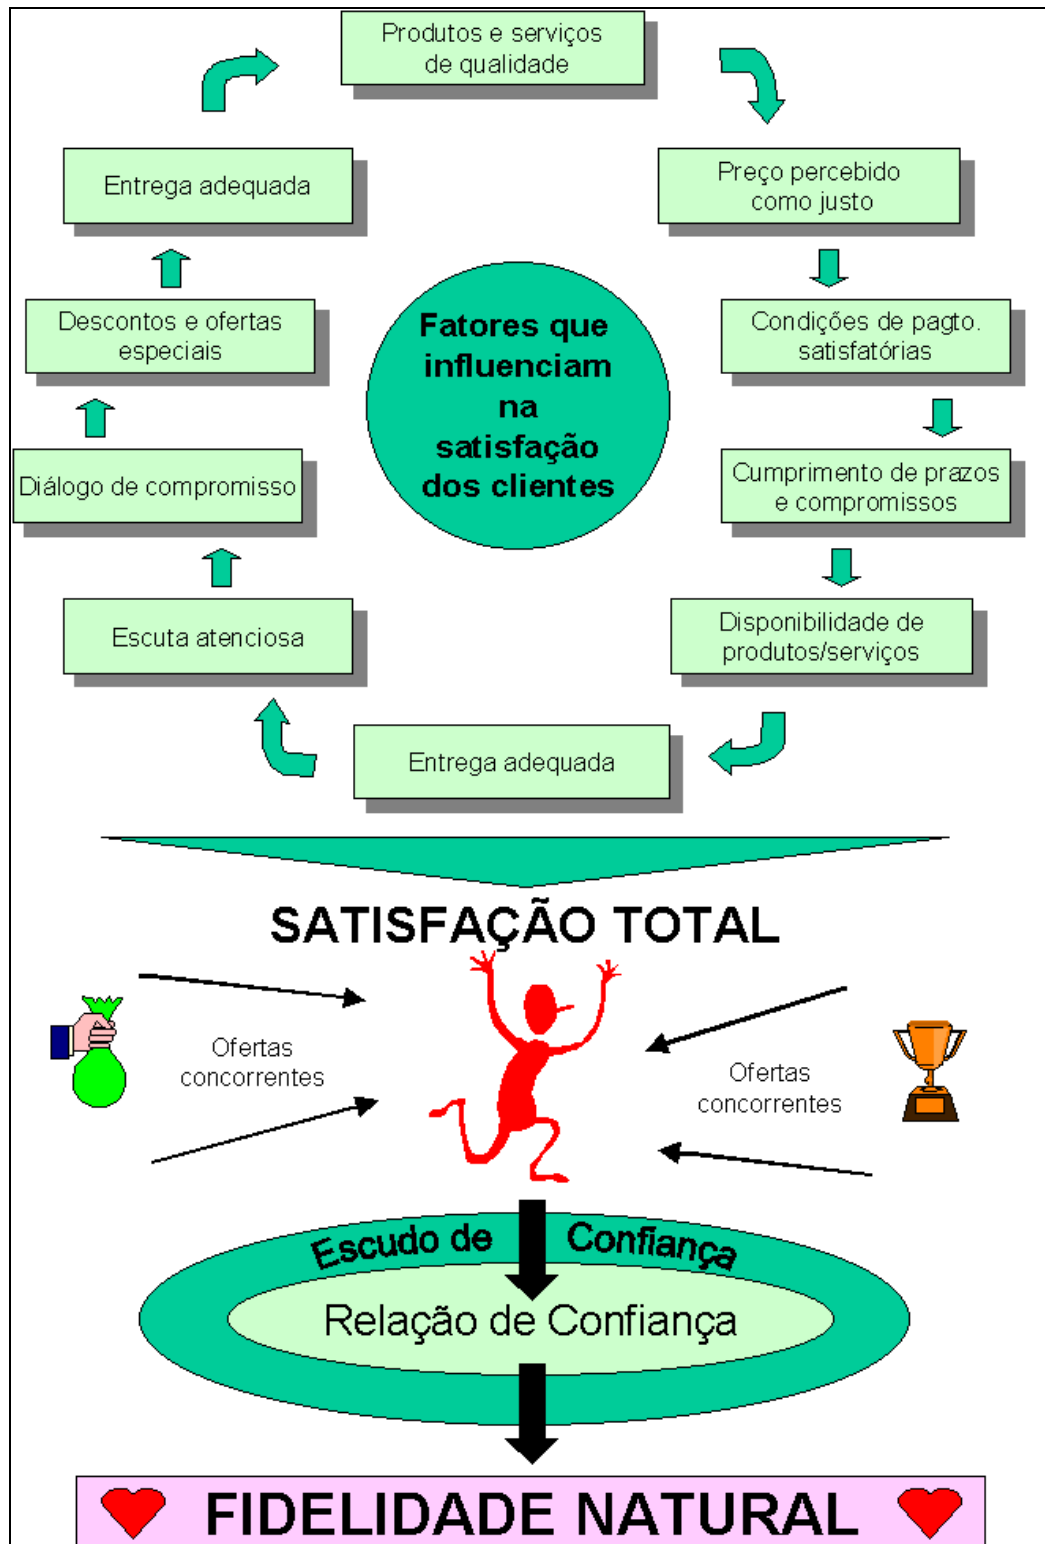 Produtos e serviços
de qualidade
Entrega adequada
Preço percebido
como justo
Descontos e ofertas
especiais
Fatores que
influenciam
na
satisfação
dos clientes
Condições de pagto.
satisfatórias
Diálogo de compromisso
Cumprimento de prazos
e compromissos
Escuta atenciosa
Disponibilidade de
produtos/serviços
Entrega adequada
SATISFAÇÃO TOTAL
Ofertas
concorrentes
Ofertas
concorrentes
Escudo de Confiança
Relação de Confiança
FIDELIDADE NATURAL